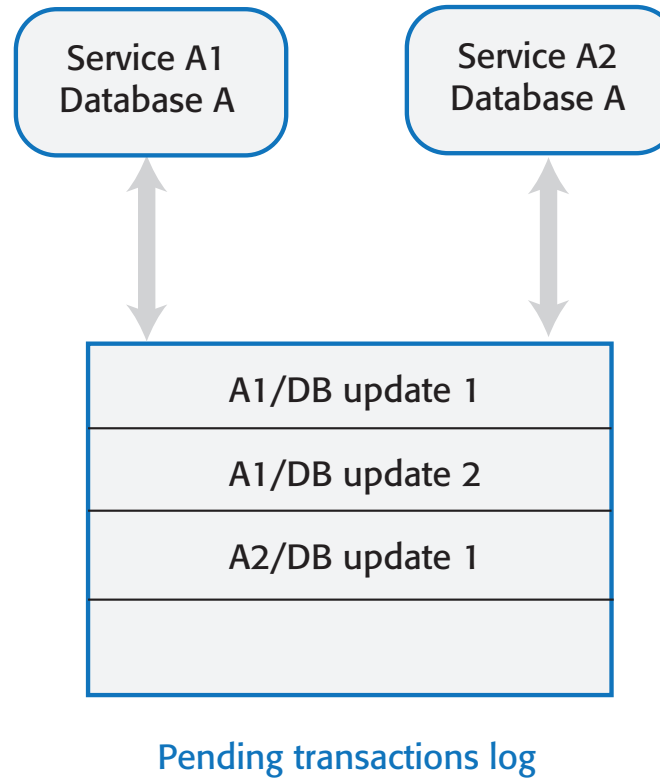 Service A1
Database A
Service A2
Database A
A1/DB update 1
A1/DB update 2
A2/DB update 1
Pending transactions log